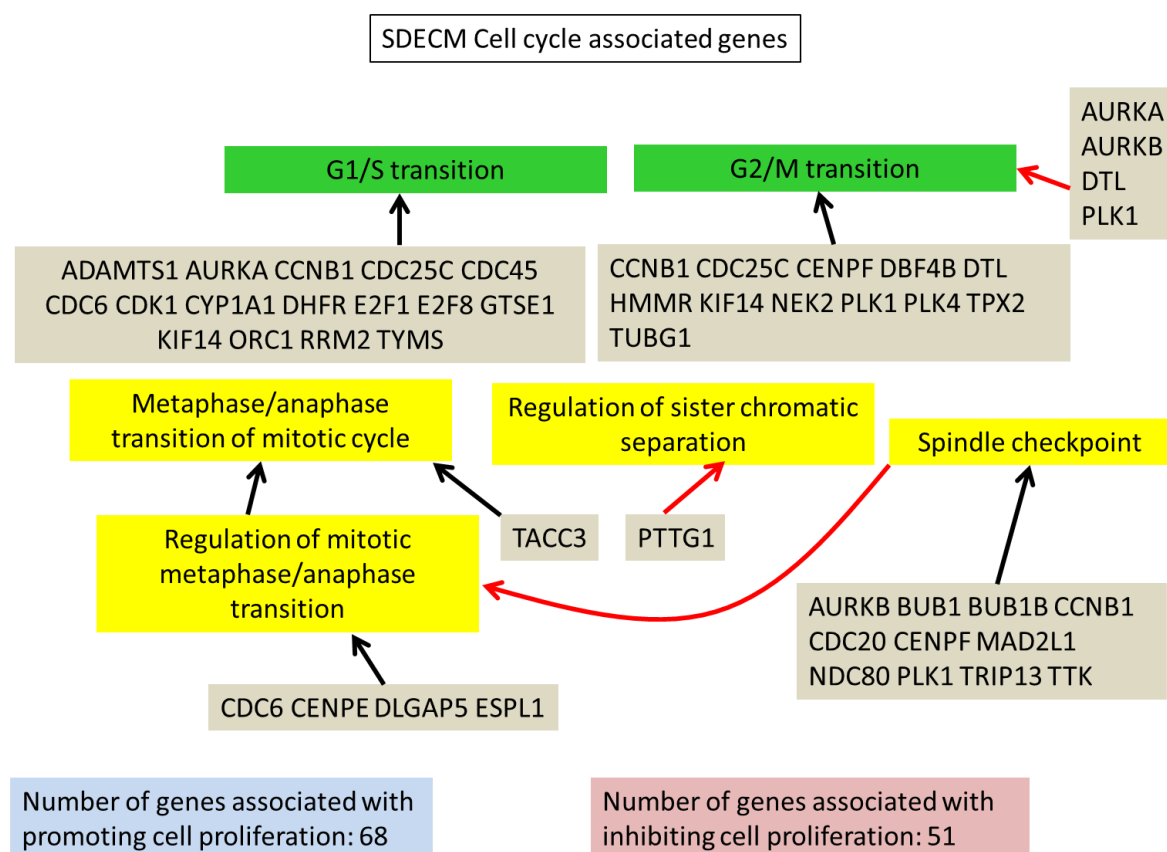 SDECM Cell cycle associated genes
AURKA
AURKB
DTL
PLK1
G1/S transition
G2/M transition
ADAMTS1 AURKA CCNB1 CDC25C CDC45
CDC6 CDK1 CYP1A1 DHFR E2F1 E2F8 GTSE1
KIF14 ORC1 RRM2 TYMS
CCNB1 CDC25C CENPF DBF4B DTL
HMMR KIF14 NEK2 PLK1 PLK4 TPX2
TUBG1
Metaphase/anaphase
transition of mitotic cycle
Regulation of sister chromatic
separation
Spindle checkpoint
Regulation of mitotic
metaphase/anaphase
transition
TACC3
PTTG1
AURKB BUB1 BUB1B CCNB1
CDC20 CENPF MAD2L1
NDC80 PLK1 TRIP13 TTK
CDC6 CENPE DLGAP5 ESPL1
Number of genes associated with
promoting cell proliferation: 68
Number of genes associated with
inhibiting cell proliferation: 51